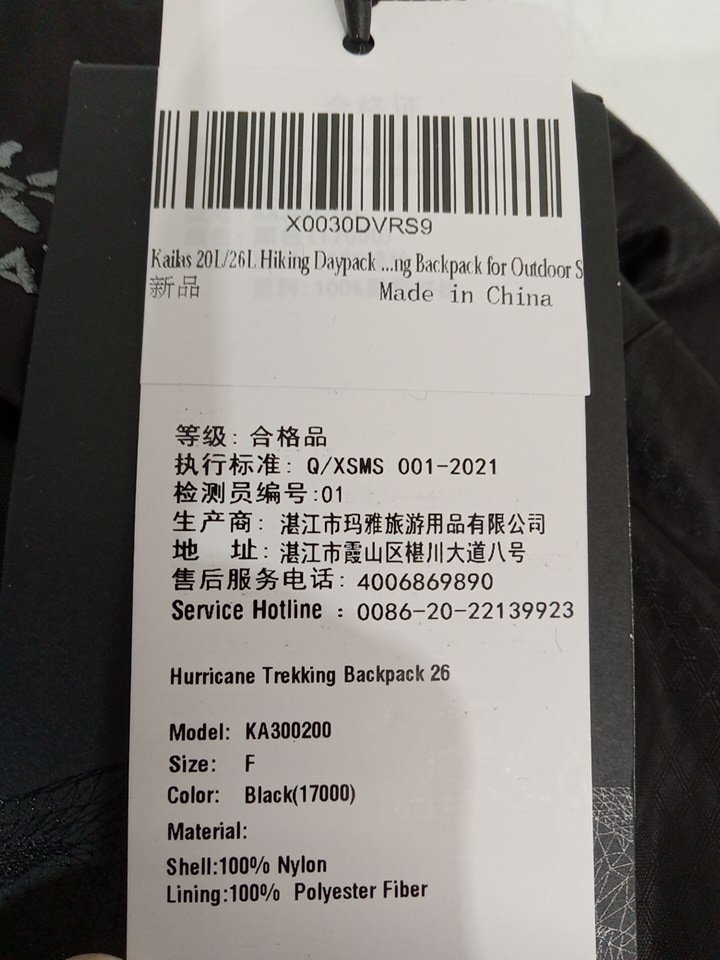 X0030DVRS9
Kailas 20L/26L Hiking Daypack ...ng Backpack for Outdoor S
新品
Made in China
等级: 合格品
执行标准: Q/XSMS 001-2021
检测员编号:01
生产商: 湛江市玛雅旅游用品有限公司
地 址: 湛江市霞山区椹川大道八号
售后服务电话: 4006869890
Service Hotline : 0086-20-22139923
Hurricane Trekking Backpack 26
Model: KA300200
Size: F
Color: Black(17000)
Material:
Shell:100% Nylon
Lining:100% Polyester Fiber